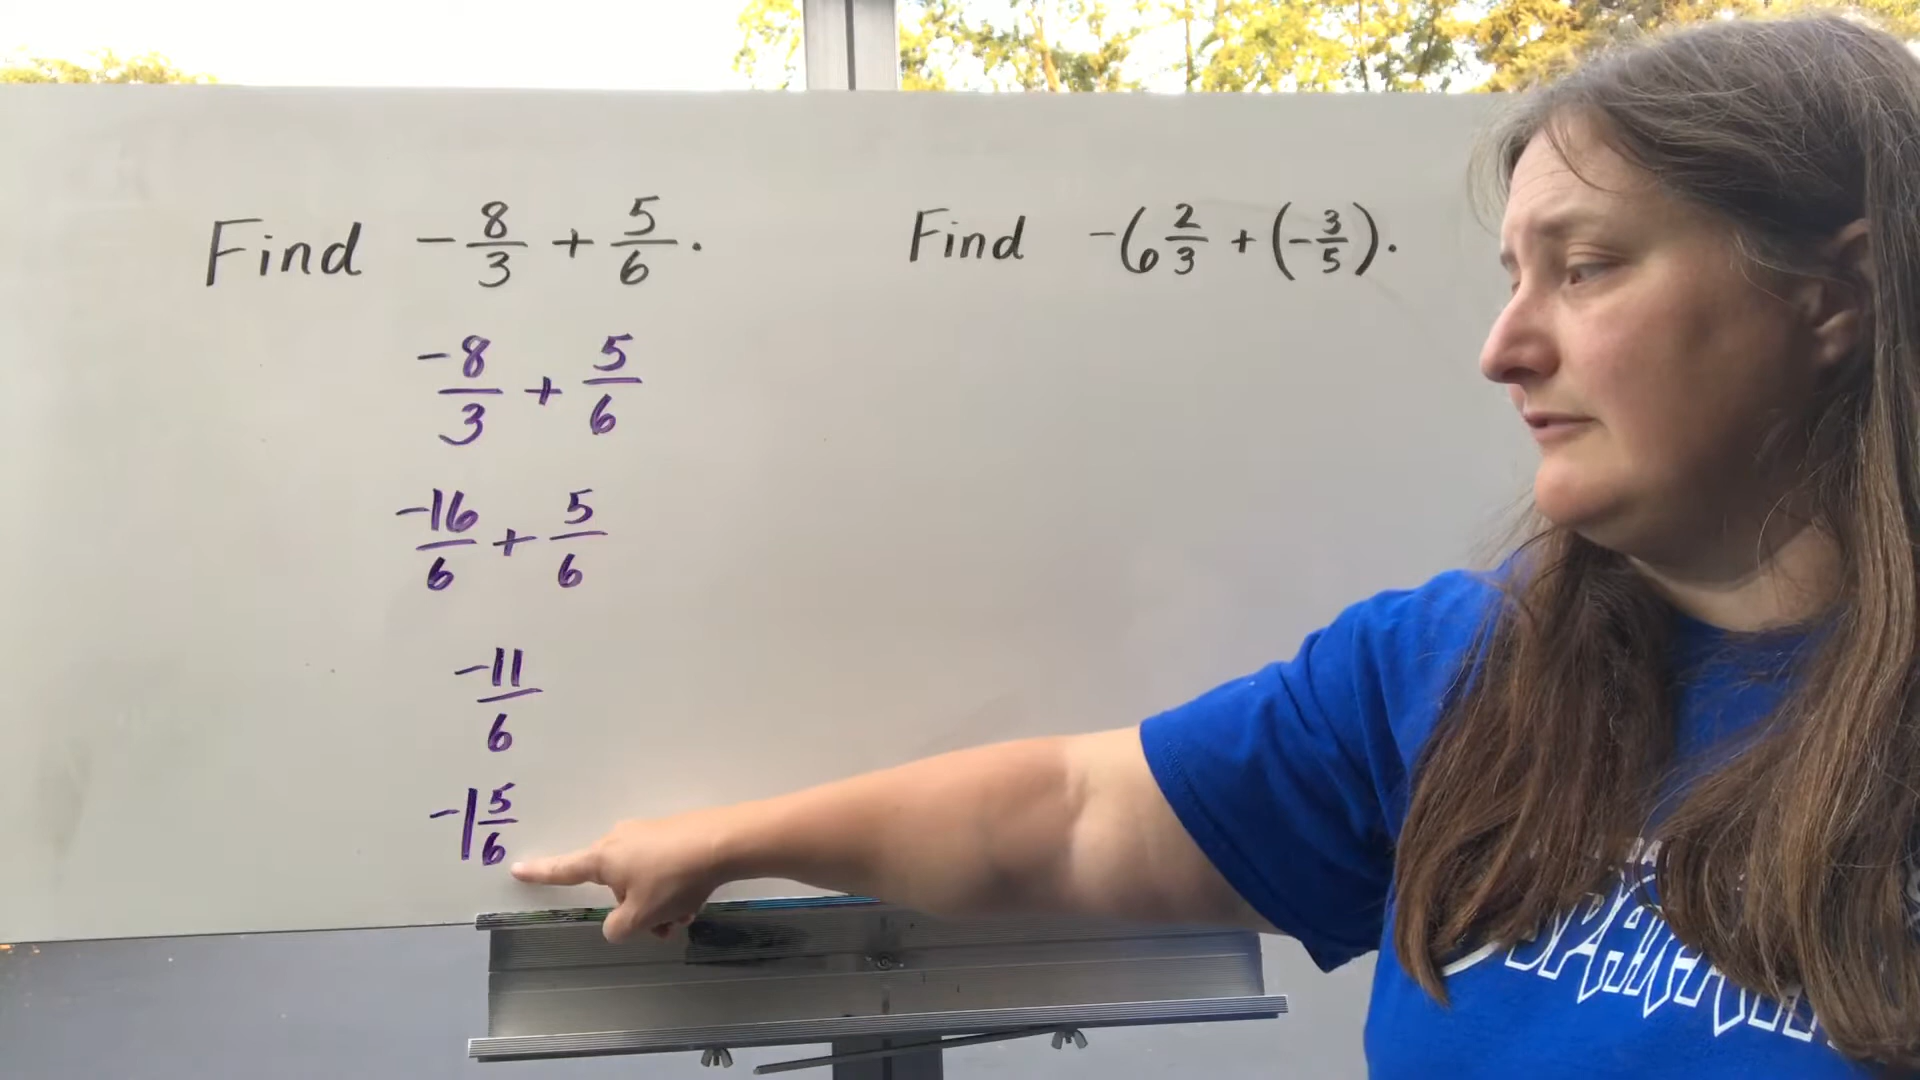 Find -8/3 + 5/6.
-8/3 + 5/6
-16/6 + 5/6
-11/6
-1 5/6
Find -6 2/3 + (-3/5).